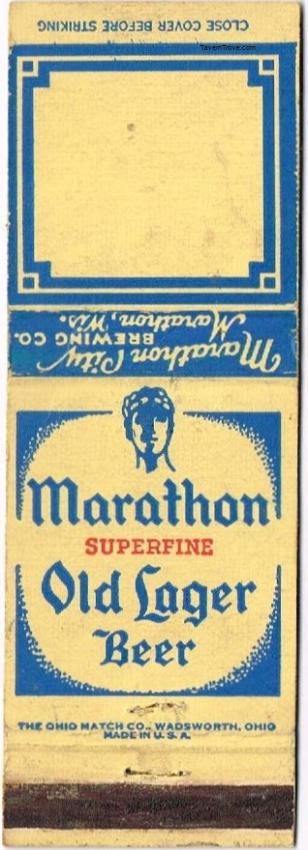 CLOSE COVER BEFORE STRIKING
TavernTrove.com
Marathon City
BREWING CO.
Marathon, Wis.
Marathon
SUPERFINE
Old Lager
Beer
THE OHIO MATCH CO., WADSWORTH, OHIO
MADE IN U.S.A.